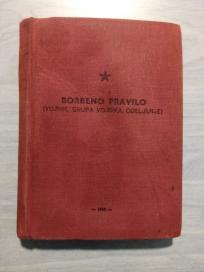 BORBENO PRAVILO
(VOJNIK, GRUPA VOJNIKA, ODELJENJE)